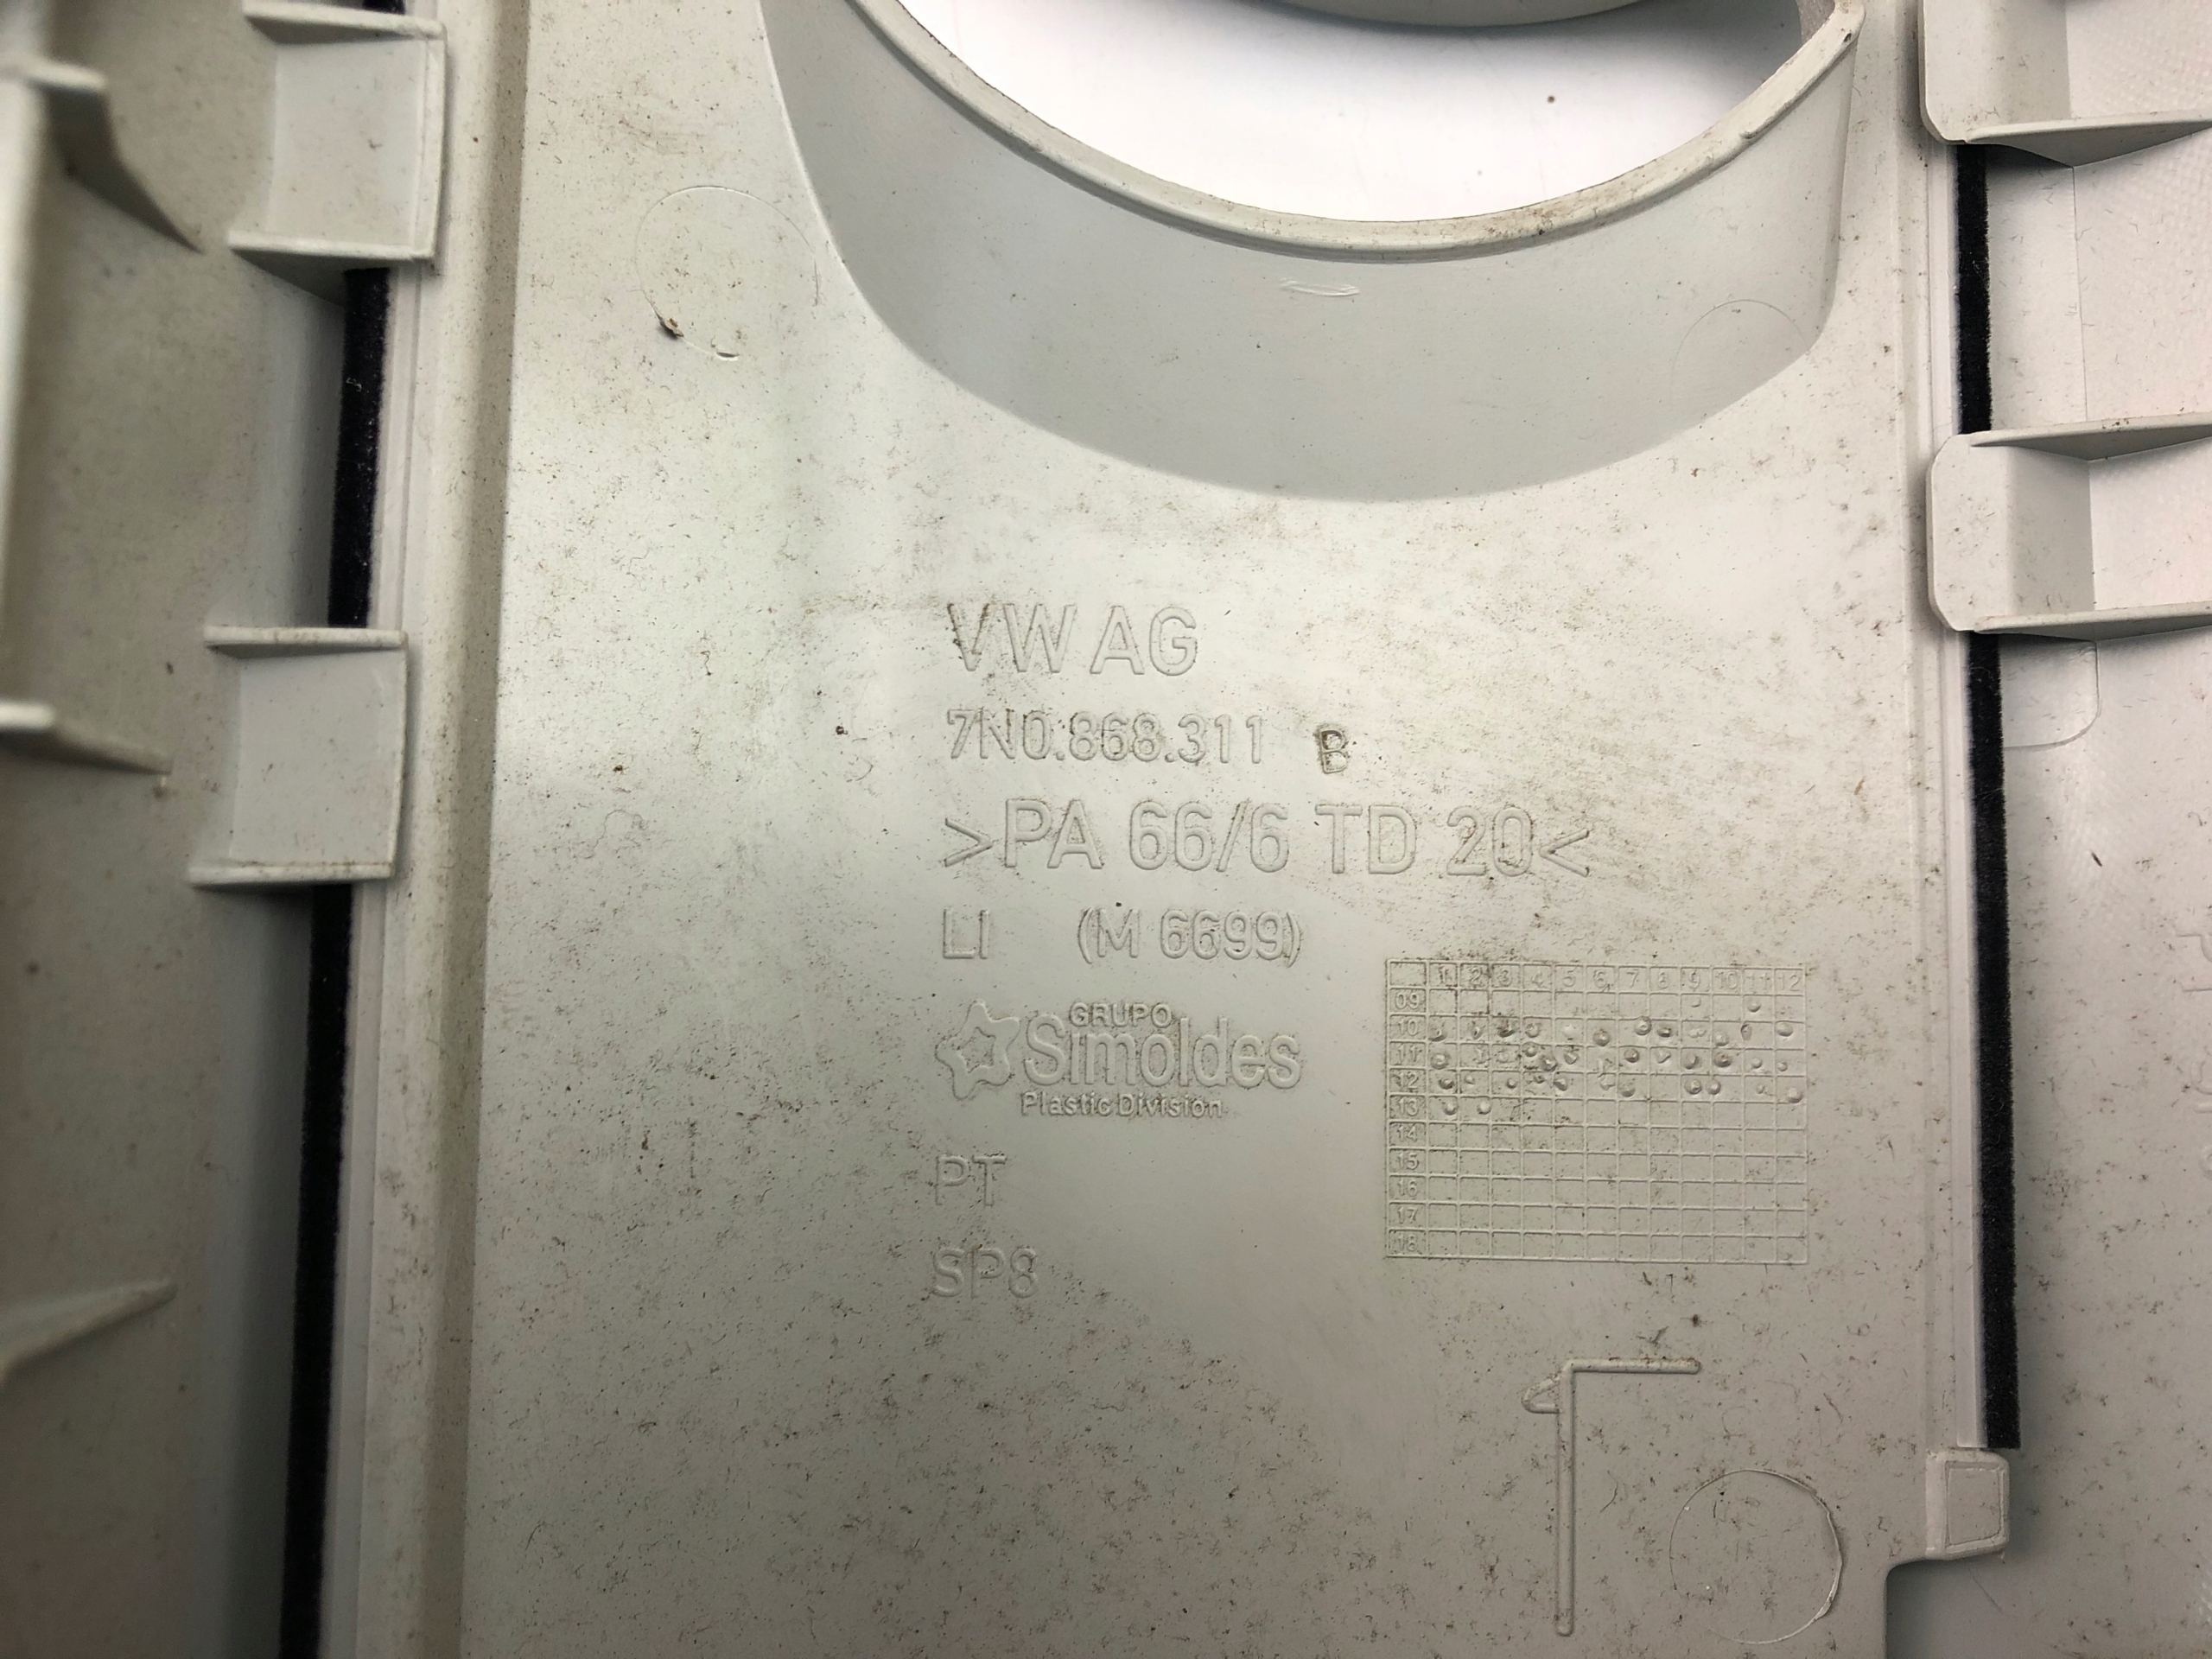 VW AG
7N0.868.311 B
>PA 66/6 TD 20<
LI (M 6699)
GRUPO
Simoldes
Plastic Division
PT
SP8
1 2 3 4 5 6 7 8 9 10 11 12
09
10
11
12
13
14
15
16
17
18